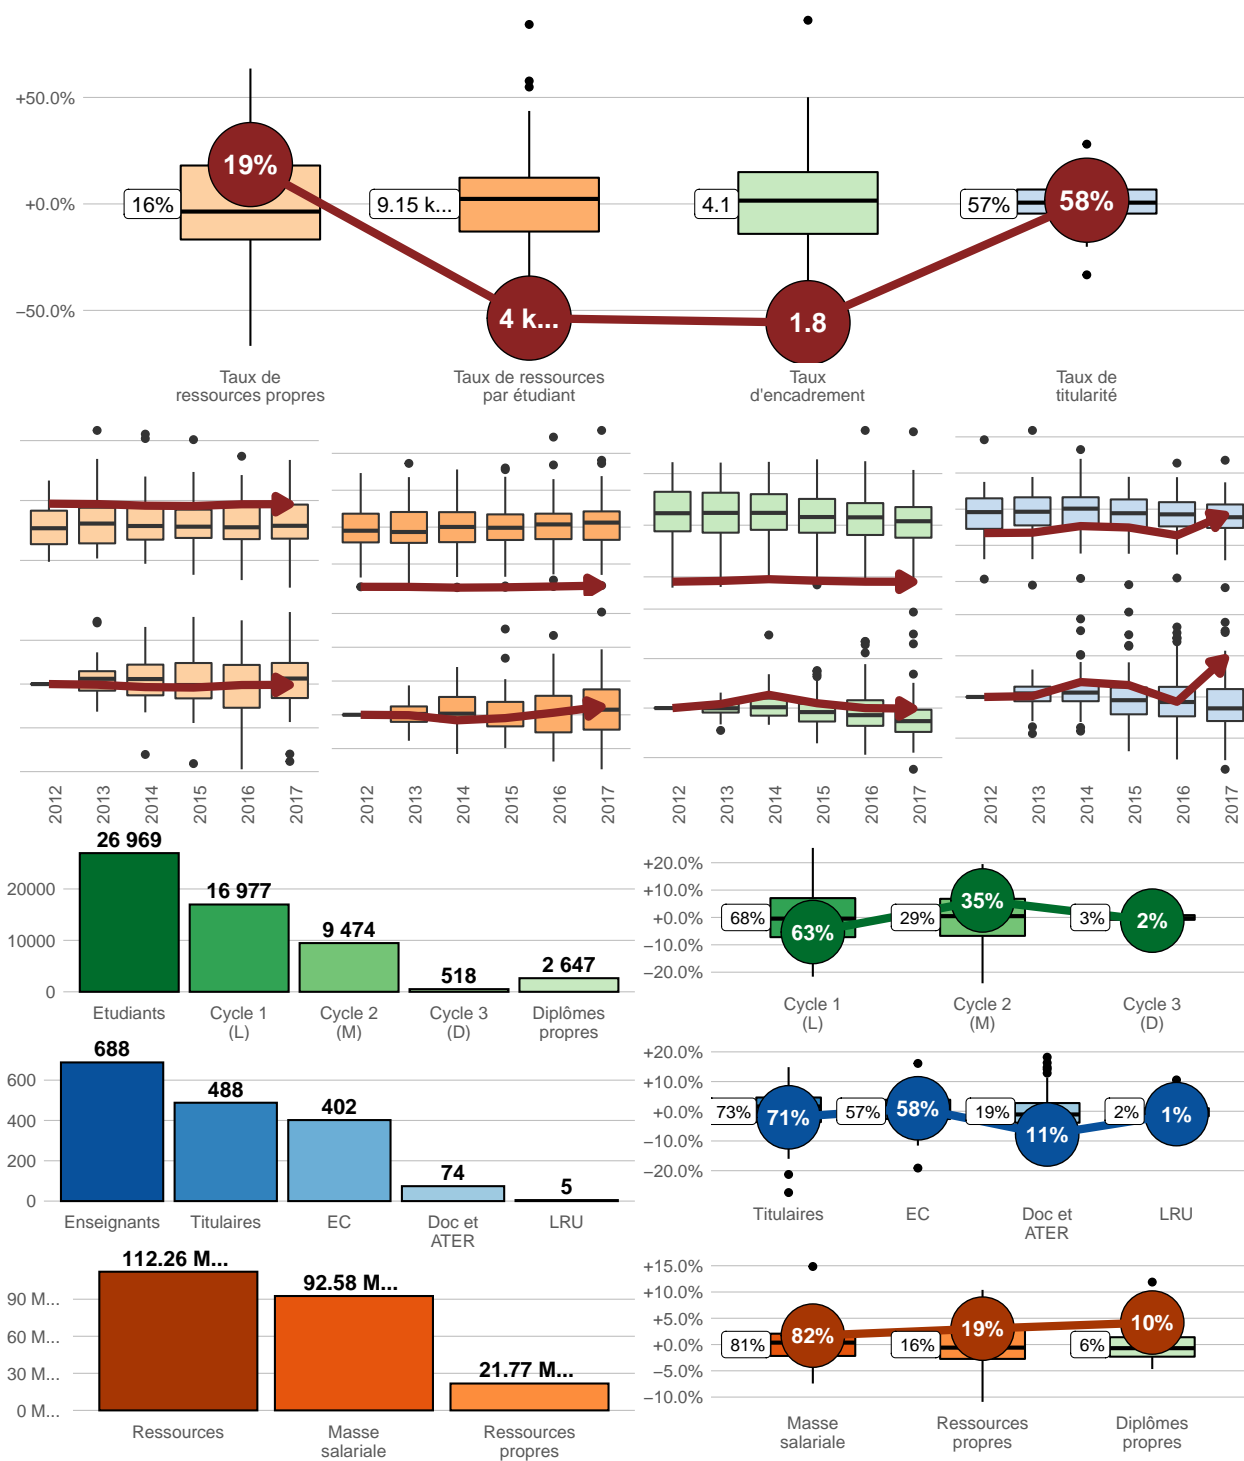 +50.0%
+0.0%
−50.0%
16%
19%
9.15 k...
4 k...
4.1
1.8
57%
58%
Taux de
ressources propres
Taux de ressources
par étudiant
Taux
d'encadrement
Taux de
titularité
2012
2013
2014
2015
2016
2017
2012
2013
2014
2015
2016
2017
2012
2013
2014
2015
2016
2017
2012
2013
2014
2015
2016
2017
20000
10000
0
26 969
16 977
9 474
518
2 647
Etudiants
Cycle 1
(L)
Cycle 2
(M)
Cycle 3
(D)
Diplômes
propres
+20.0%
+10.0%
+0.0%
−10.0%
−20.0%
68%
63%
29%
35%
3%
2%
Cycle 1
(L)
Cycle 2
(M)
Cycle 3
(D)
600
400
200
0
688
488
402
74
5
Enseignants
Titulaires
EC
Doc et
ATER
LRU
+20.0%
+10.0%
+0.0%
−10.0%
−20.0%
73%
71%
57%
58%
19%
11%
2%
1%
Titulaires
EC
Doc et
ATER
LRU
90 M...
60 M...
30 M...
0 M...
112.26 M...
92.58 M...
21.77 M...
Ressources
Masse
salariale
Ressources
propres
+15.0%
+10.0%
+5.0%
+0.0%
−5.0%
−10.0%
81%
82%
16%
19%
6%
10%
Masse
salariale
Ressources
propres
Diplômes
propres